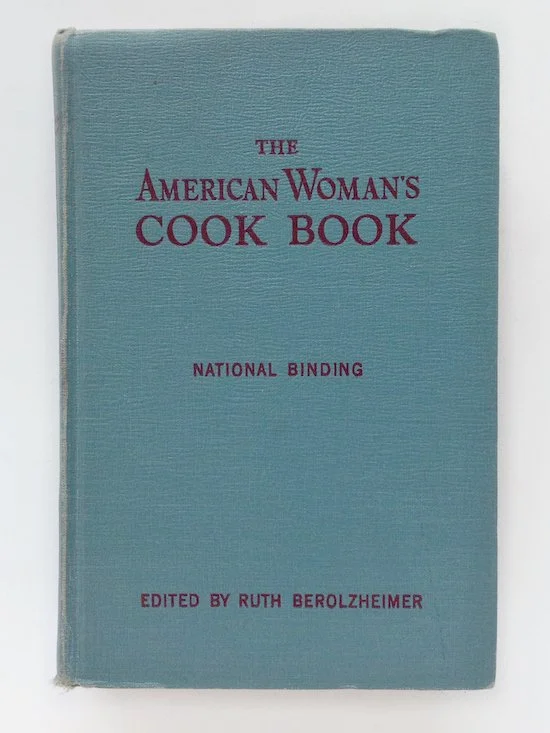 THE
AMERICAN WOMAN'S
COOK BOOK
NATIONAL BINDING
EDITED BY RUTH BEROLZHEIMER